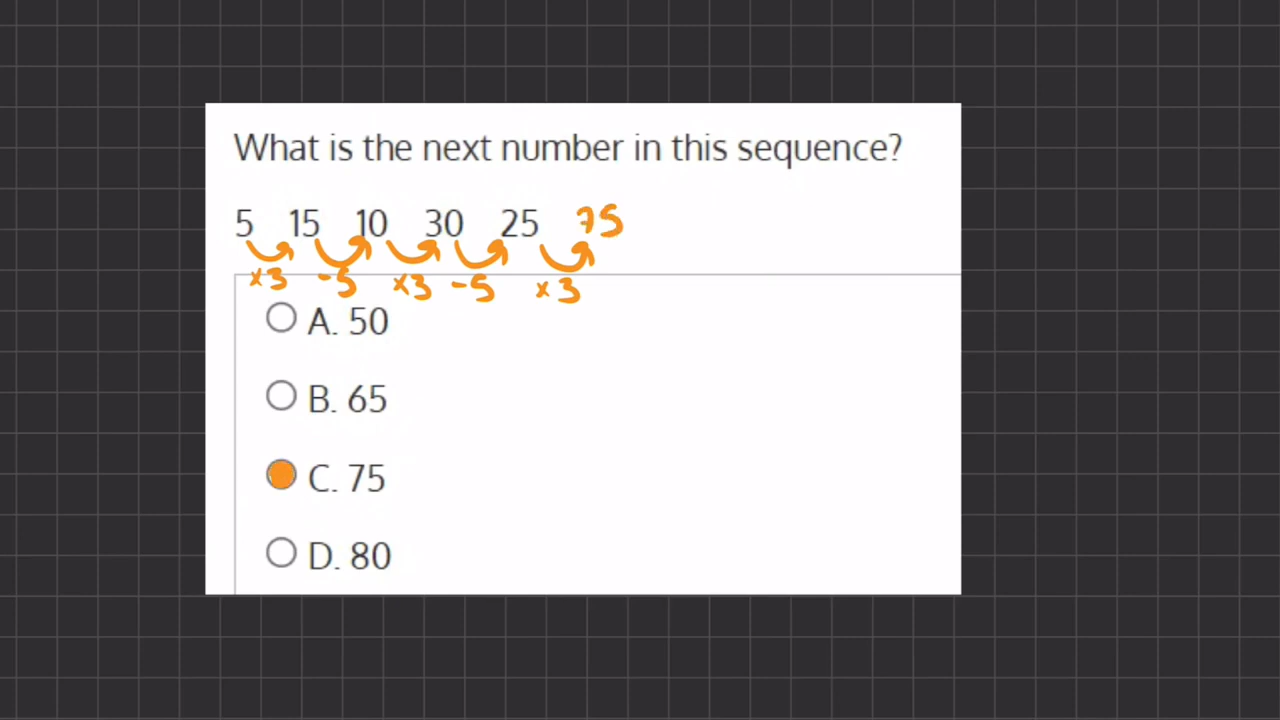 What is the next number in this sequence?
5 15 10 30 25 75
×3 -5 ×3 -5 ×3
A. 50
B. 65
C. 75
D. 80